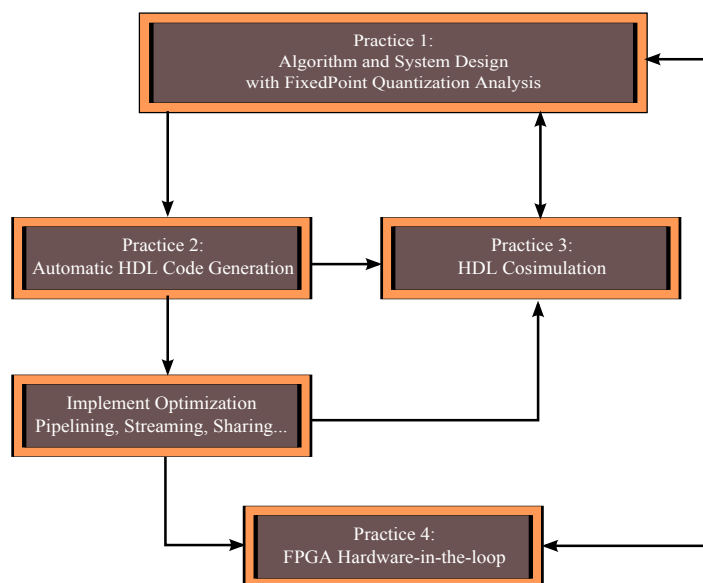 Practice 1:
Algorithm and System Design
with FixedPoint Quantization Analysis
Practice 2:
Automatic HDL Code Generation
Practice 3:
HDL Cosimulation
Implement Optimization
Pipelining, Streaming, Sharing...
Practice 4:
FPGA Hardware-in-the-loop